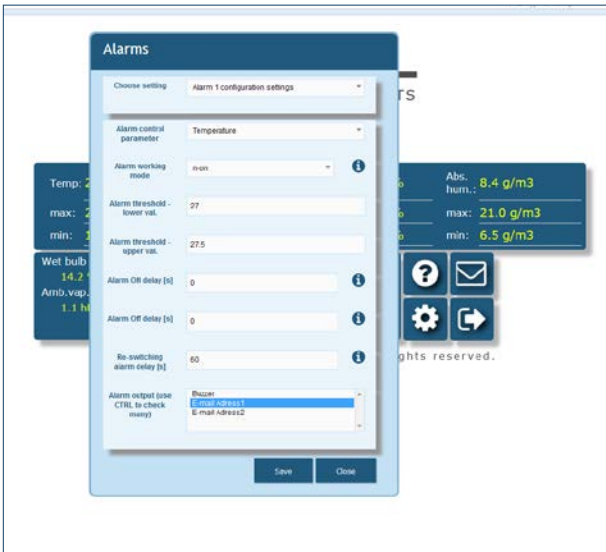 Alarms
Choose setting
Alarm 1 configuration settings
Alarm control
parameter
Temperature
Alarm working
mode
n-on
Alarm threshold -
lower val.
27
Alarm threshold -
upper val.
27.5
Alarm Off delay [s]
0
Alarm Off delay [s]
0
Re-switching
alarm delay [s]
60
Alarm output (use
CTRL to check
many)
Buzzer
E-mail Adress1
E-mail Adress2
Save
Close
Temp:
max:
min:
Wet bulb
14.2
Amb.vap.
1.1
Abs.
hum.: 8.4 g/m3
max: 21.0 g/m3
min: 6.5 g/m3
?
reserved.